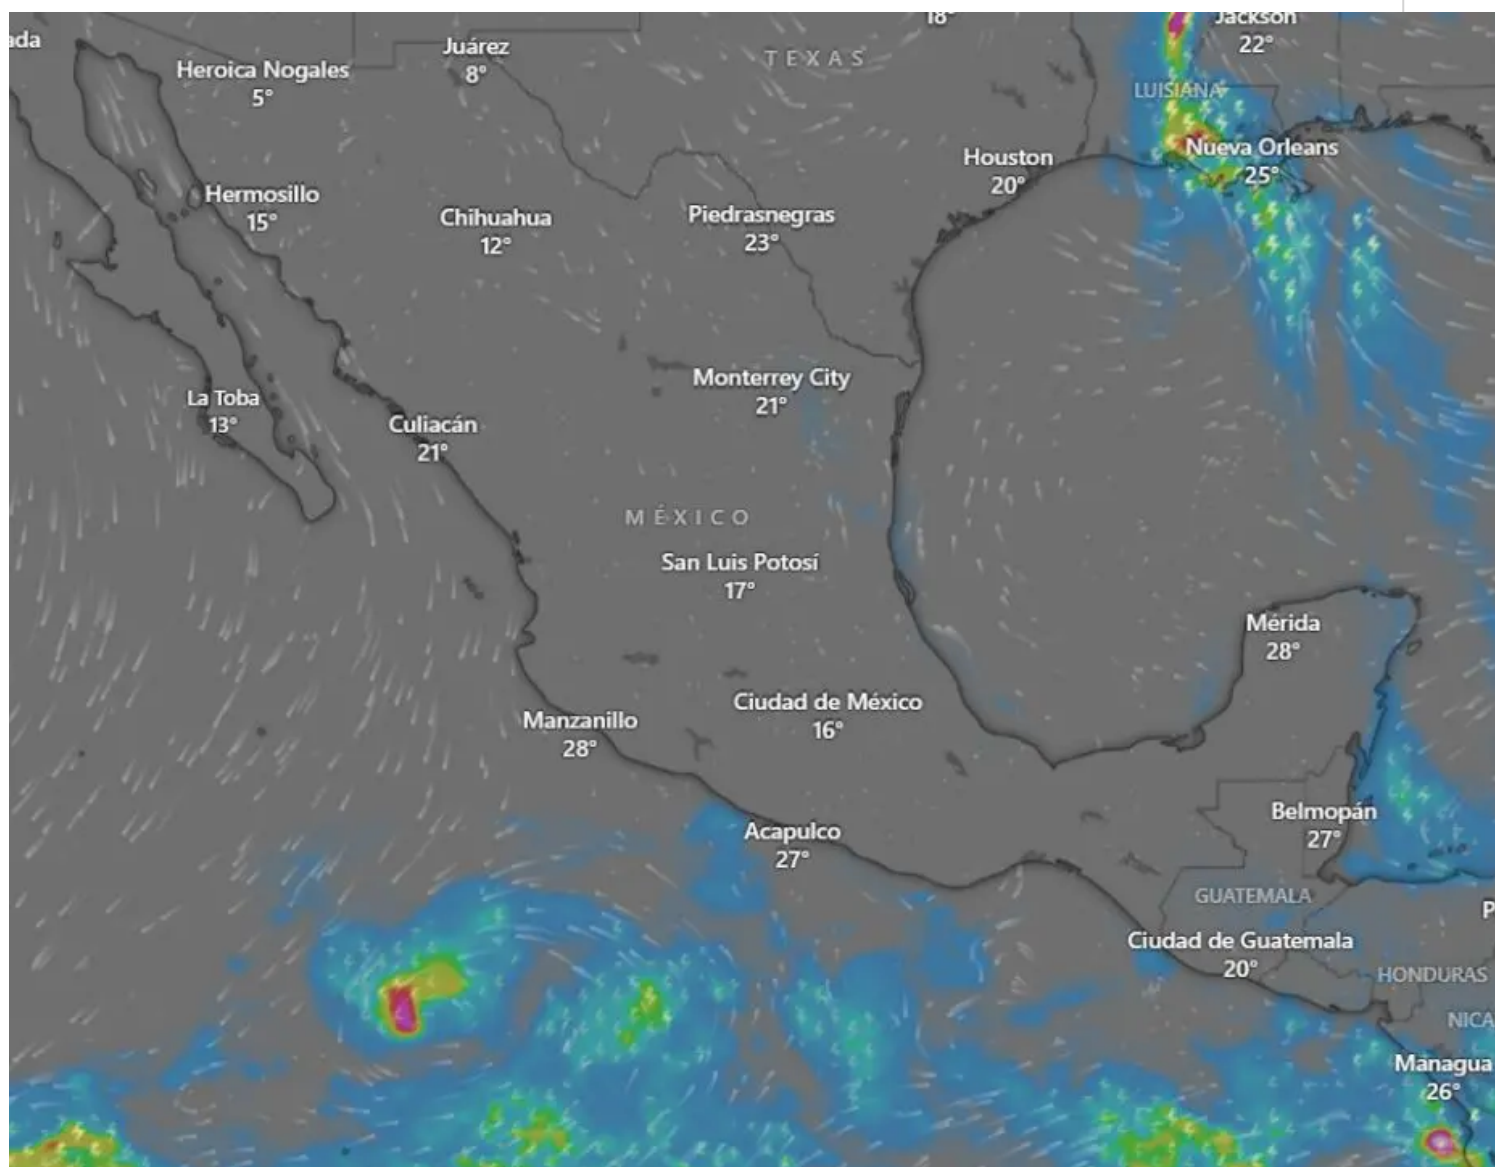 18°
Jackson
22°
ada
Juárez
8°
TEXAS
Heroica Nogales
5°
LUISIANA
Houston
20°
Nueva Orleans
25°
Hermosillo
15°
Chihuahua
12°
Piedrasnegras
23°
La Toba
13°
Monterrey City
21°
Culiacán
21°
MÉXICO
San Luis Potosí
17°
Mérida
28°
Ciudad de México
16°
Manzanillo
28°
Acapulco
27°
Belmopán
27°
GUATEMALA
P
Ciudad de Guatemala
20°
HONDURAS
NICA
Managua
26°